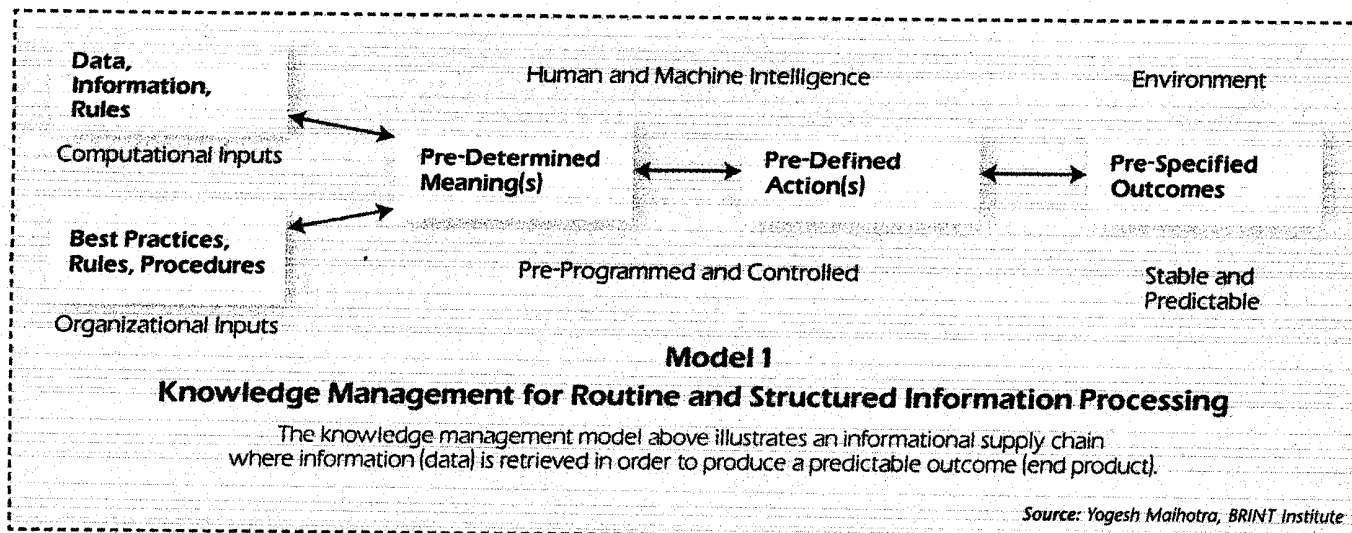 Data,
Information,
Rules
Computational Inputs
Best Practices,
Rules, Procedures
Organizational Inputs
Human and Machine Intelligence
Pre-Determined
Meaning(s)
Pre-Defined
Action(s)
Pre-Programmed and Controlled
Environment
Pre-Specified
Outcomes
Stable and
Predictable
Model 1
Knowledge Management for Routine and Structured Information Processing
The knowledge management model above illustrates an informational supply chain
where information (data) is retrieved in order to produce a predictable outcome (end product).
Source: Yogesh Malhotra, BRINT Institute